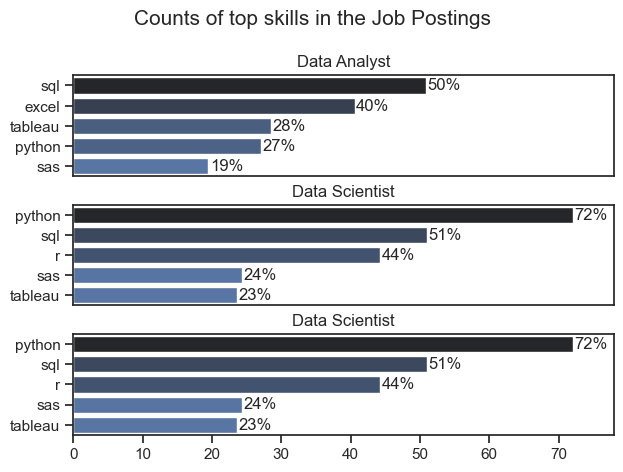 Counts of top skills in the Job Postings
Data Analyst
sql 50%
excel 40%
tableau 28%
python 27%
sas 19%
Data Scientist
python 72%
sql 51%
r 44%
sas 24%
tableau 23%
Data Scientist
python 72%
sql 51%
r 44%
sas 24%
tableau 23%
0 10 20 30 40 50 60 70